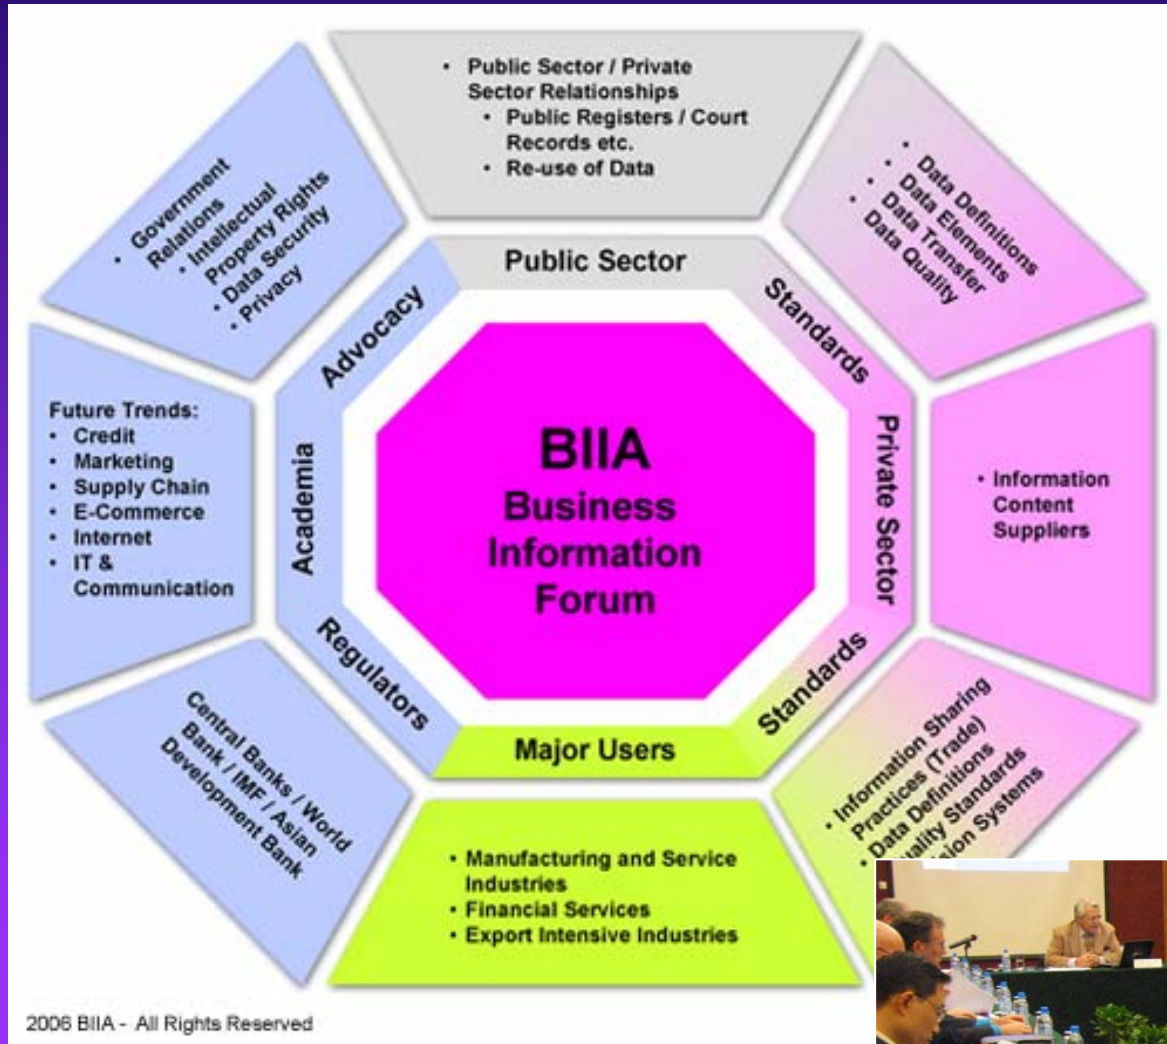 • Public Sector / Private
Sector Relationships
• Public Registers / Court
Records etc.
• Re-use of Data
• Government
Relations
• Intellectual
Property Rights
• Data Security
• Privacy
• Data Definitions
• Data Elements
• Data Transfer
• Data Quality
Public Sector
Advocacy
Standards
Future Trends:
• Credit
• Marketing
• Supply Chain
• E-Commerce
• Internet
• IT &
Communication
Academia
BIIA
Business
Information
Forum
Private Sector
• Information
Content
Suppliers
Regulators
Standards
Major Users
Central Banks / World
Bank / IMF / Asian
Development Bank
• Manufacturing and Service
Industries
• Financial Services
• Export Intensive Industries
• Information Sharing
Practices (Trade)
• Data Definitions
Standards
Systems
2006 BIIA - All Rights Reserved